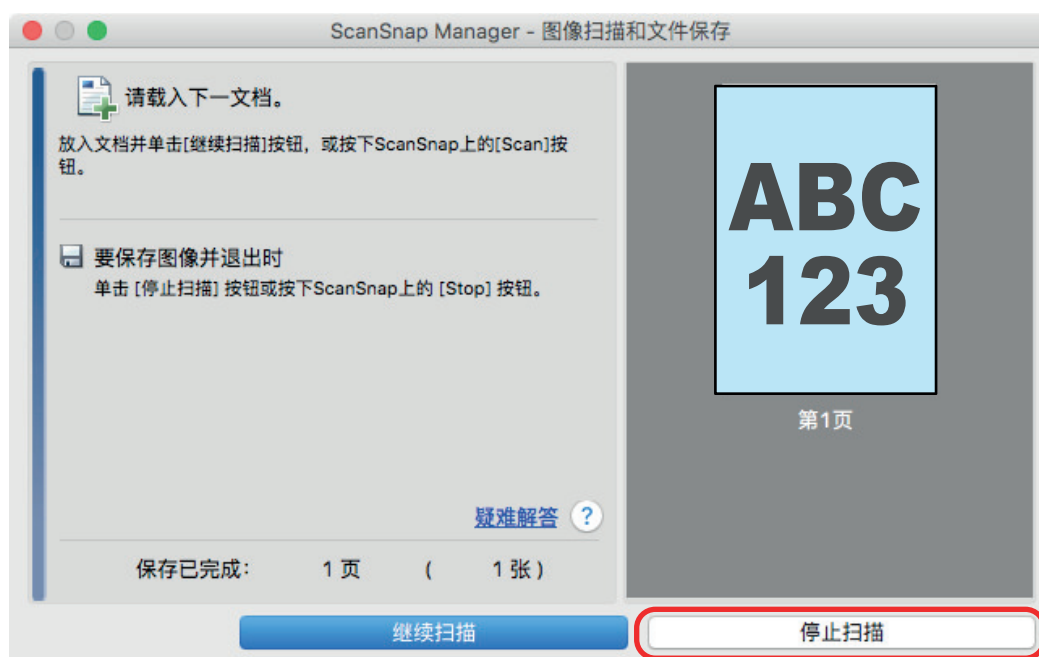 ScanSnap Manager - 图像扫描和文件保存
请载入下一文档。
放入文档并单击[继续扫描]按钮，或按下ScanSnap上的[Scan]按
钮。
要保存图像并退出时
单击 [停止扫描] 按钮或按下ScanSnap上的 [Stop] 按钮。
疑难解答 ?
保存已完成： 1 页 ( 1 张 )
ABC
123
第1页
继续扫描
停止扫描